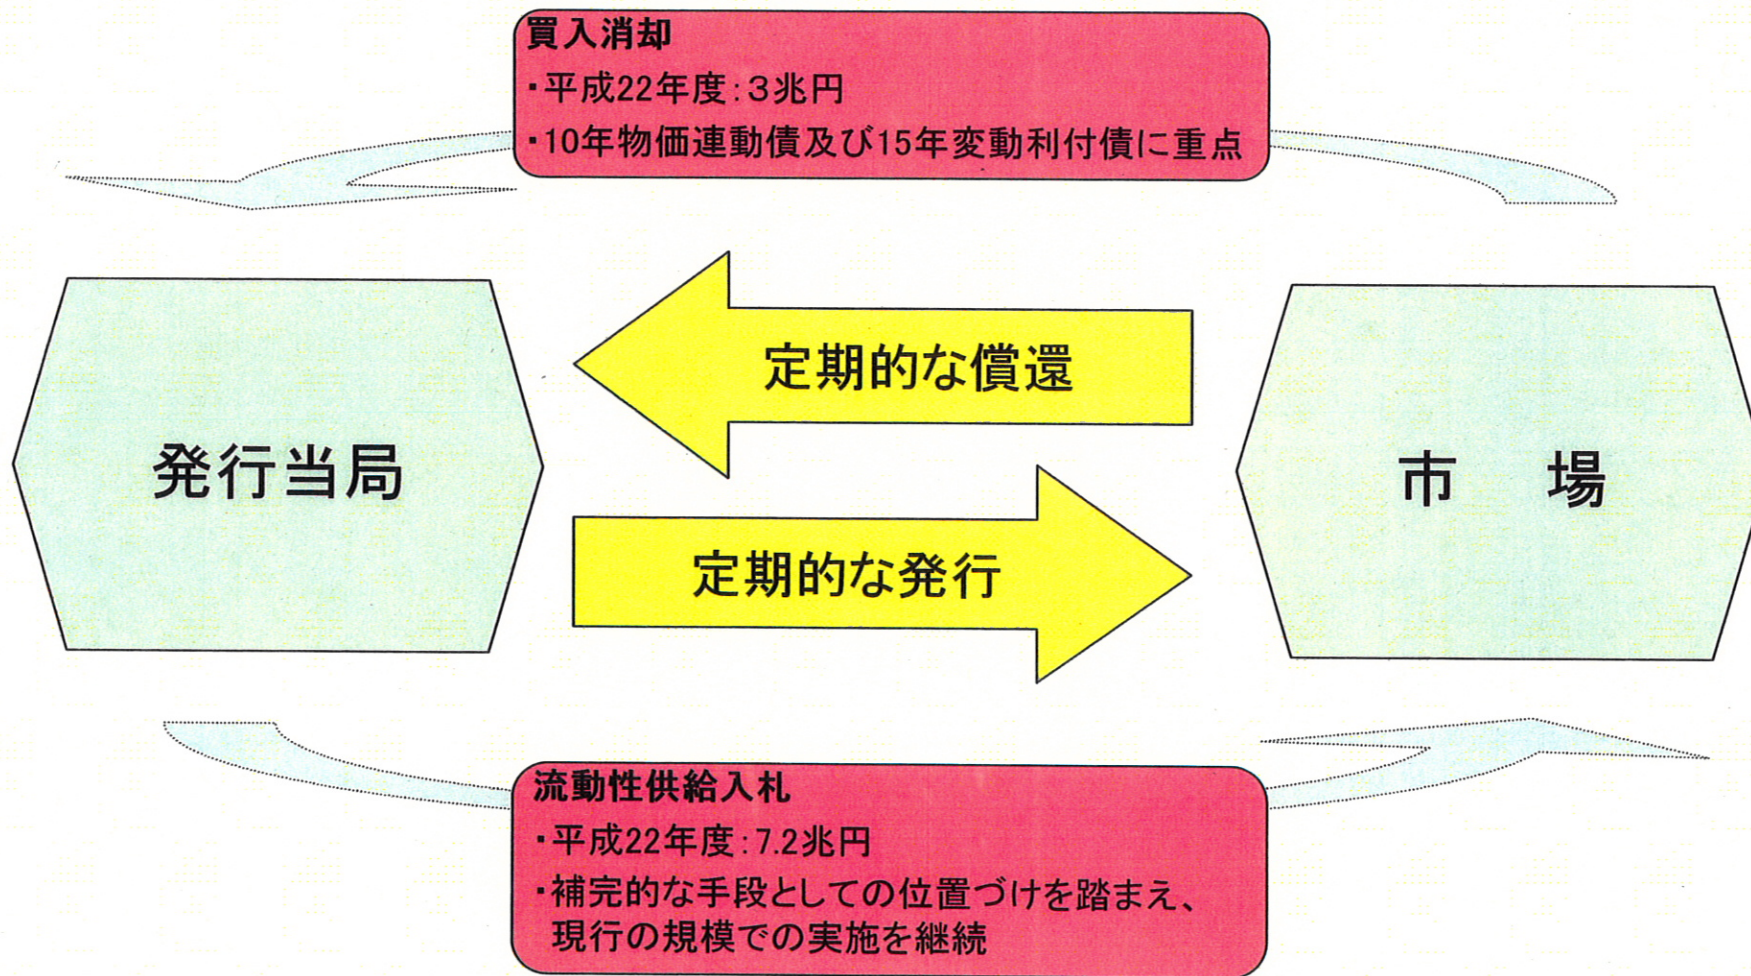 買入消却
・平成22年度:3兆円
・10年物価連動債及び15年変動利付債に重点
定期的な償還
発行当局
市　場
定期的な発行
流動性供給入札
・平成22年度:7.2兆円
・補完的な手段としての位置づけを踏まえ、
現行の規模での実施を継続